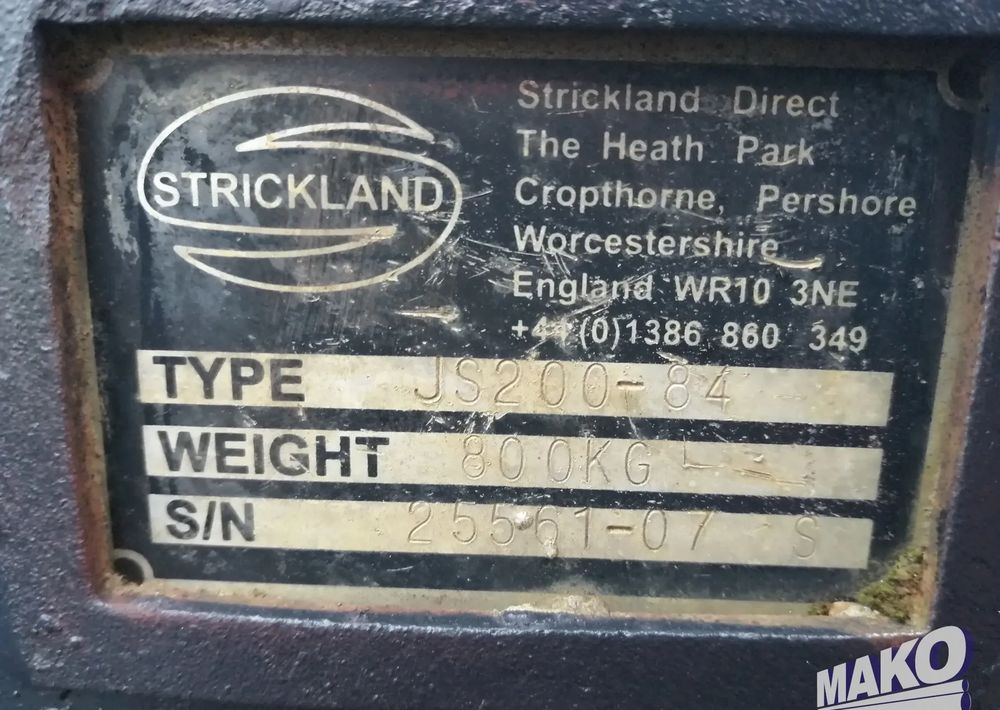 STRICKLAND
Strickland Direct
The Heath Park
Cropthorne, Pershore
Worcestershire
England WR10 3NE
+44(0)1386 860 349
TYPE JS200-84
WEIGHT 800KG
S/N 25561-07 S
MAKO